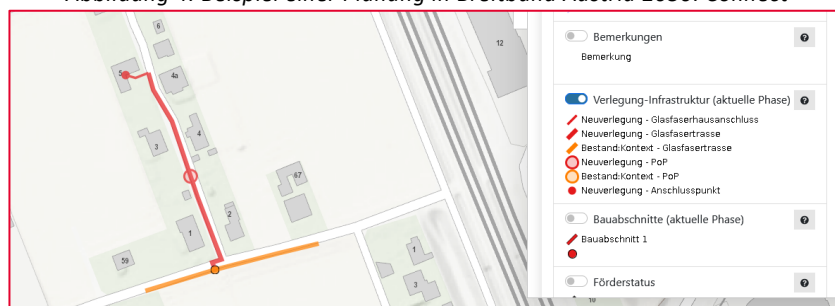 Abbildung 4: Beispiel einer Planung in Breitband Austria 2030: Connect
6
5
4a
4
3
67
1
2
59
12
1
3
10
Bemerkungen
Bemerkung
Verlegung-Infrastruktur (aktuelle Phase)
Neuverlegung - Glasfaserhausanschluss
Neuverlegung - Glasfasertrasse
Bestand:Kontext - Glasfasertrasse
Neuverlegung - PoP
Bestand:Kontext - PoP
Neuverlegung - Anschlusspunkt
Bauabschnitte (aktuelle Phase)
Bauabschnitt 1
Förderstatus